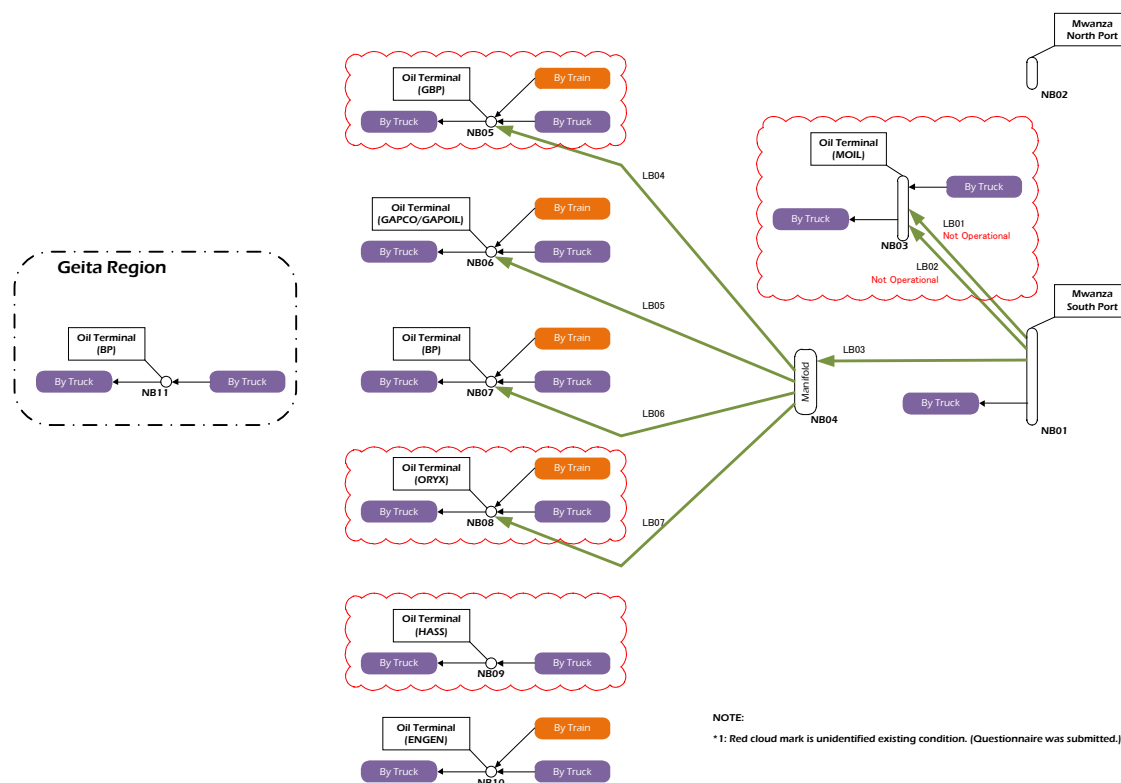 Mwanza
North Port
NB02
Oil Terminal
(GBP)
By Train
By Truck
By Truck
NB05
LB04
Oil Terminal
(MOIL)
By Truck
By Truck
NB03
LB01
Not Operational
LB02
Not Operational
Oil Terminal
(GAPCO/GAPOIL)
By Train
By Truck
By Truck
NB06
LB05
Geita Region
Oil Terminal
(BP)
By Truck
By Truck
NB11
Mwanza
South Port
LB03
Manifold
NB04
By Truck
NB01
Oil Terminal
(BP)
By Train
By Truck
By Truck
NB07
LB06
Oil Terminal
(ORYX)
By Train
By Truck
By Truck
NB08
LB07
Oil Terminal
(HASS)
By Truck
By Truck
NB09
Oil Terminal
(ENGEN)
By Train
By Truck
By Truck
NB10
NOTE:
*1: Red cloud mark is unidentified existing condition. (Questionnaire was submitted.)